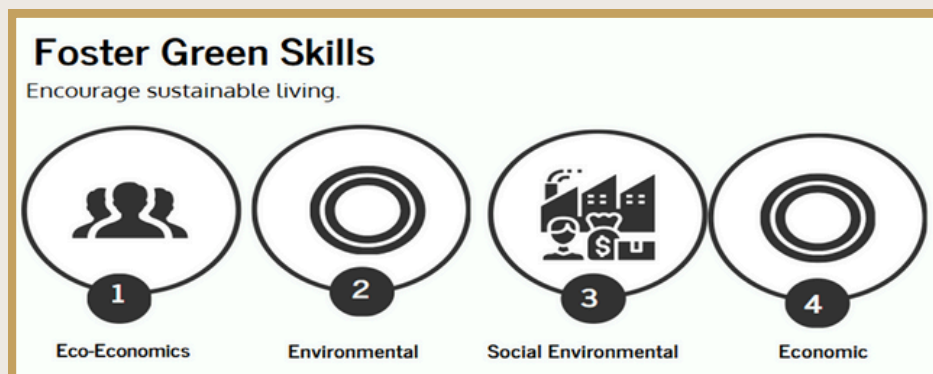 Foster Green Skills
Encourage sustainable living.
1 2 3 4
$
Eco-Economics Environmental Social Environmental Economic